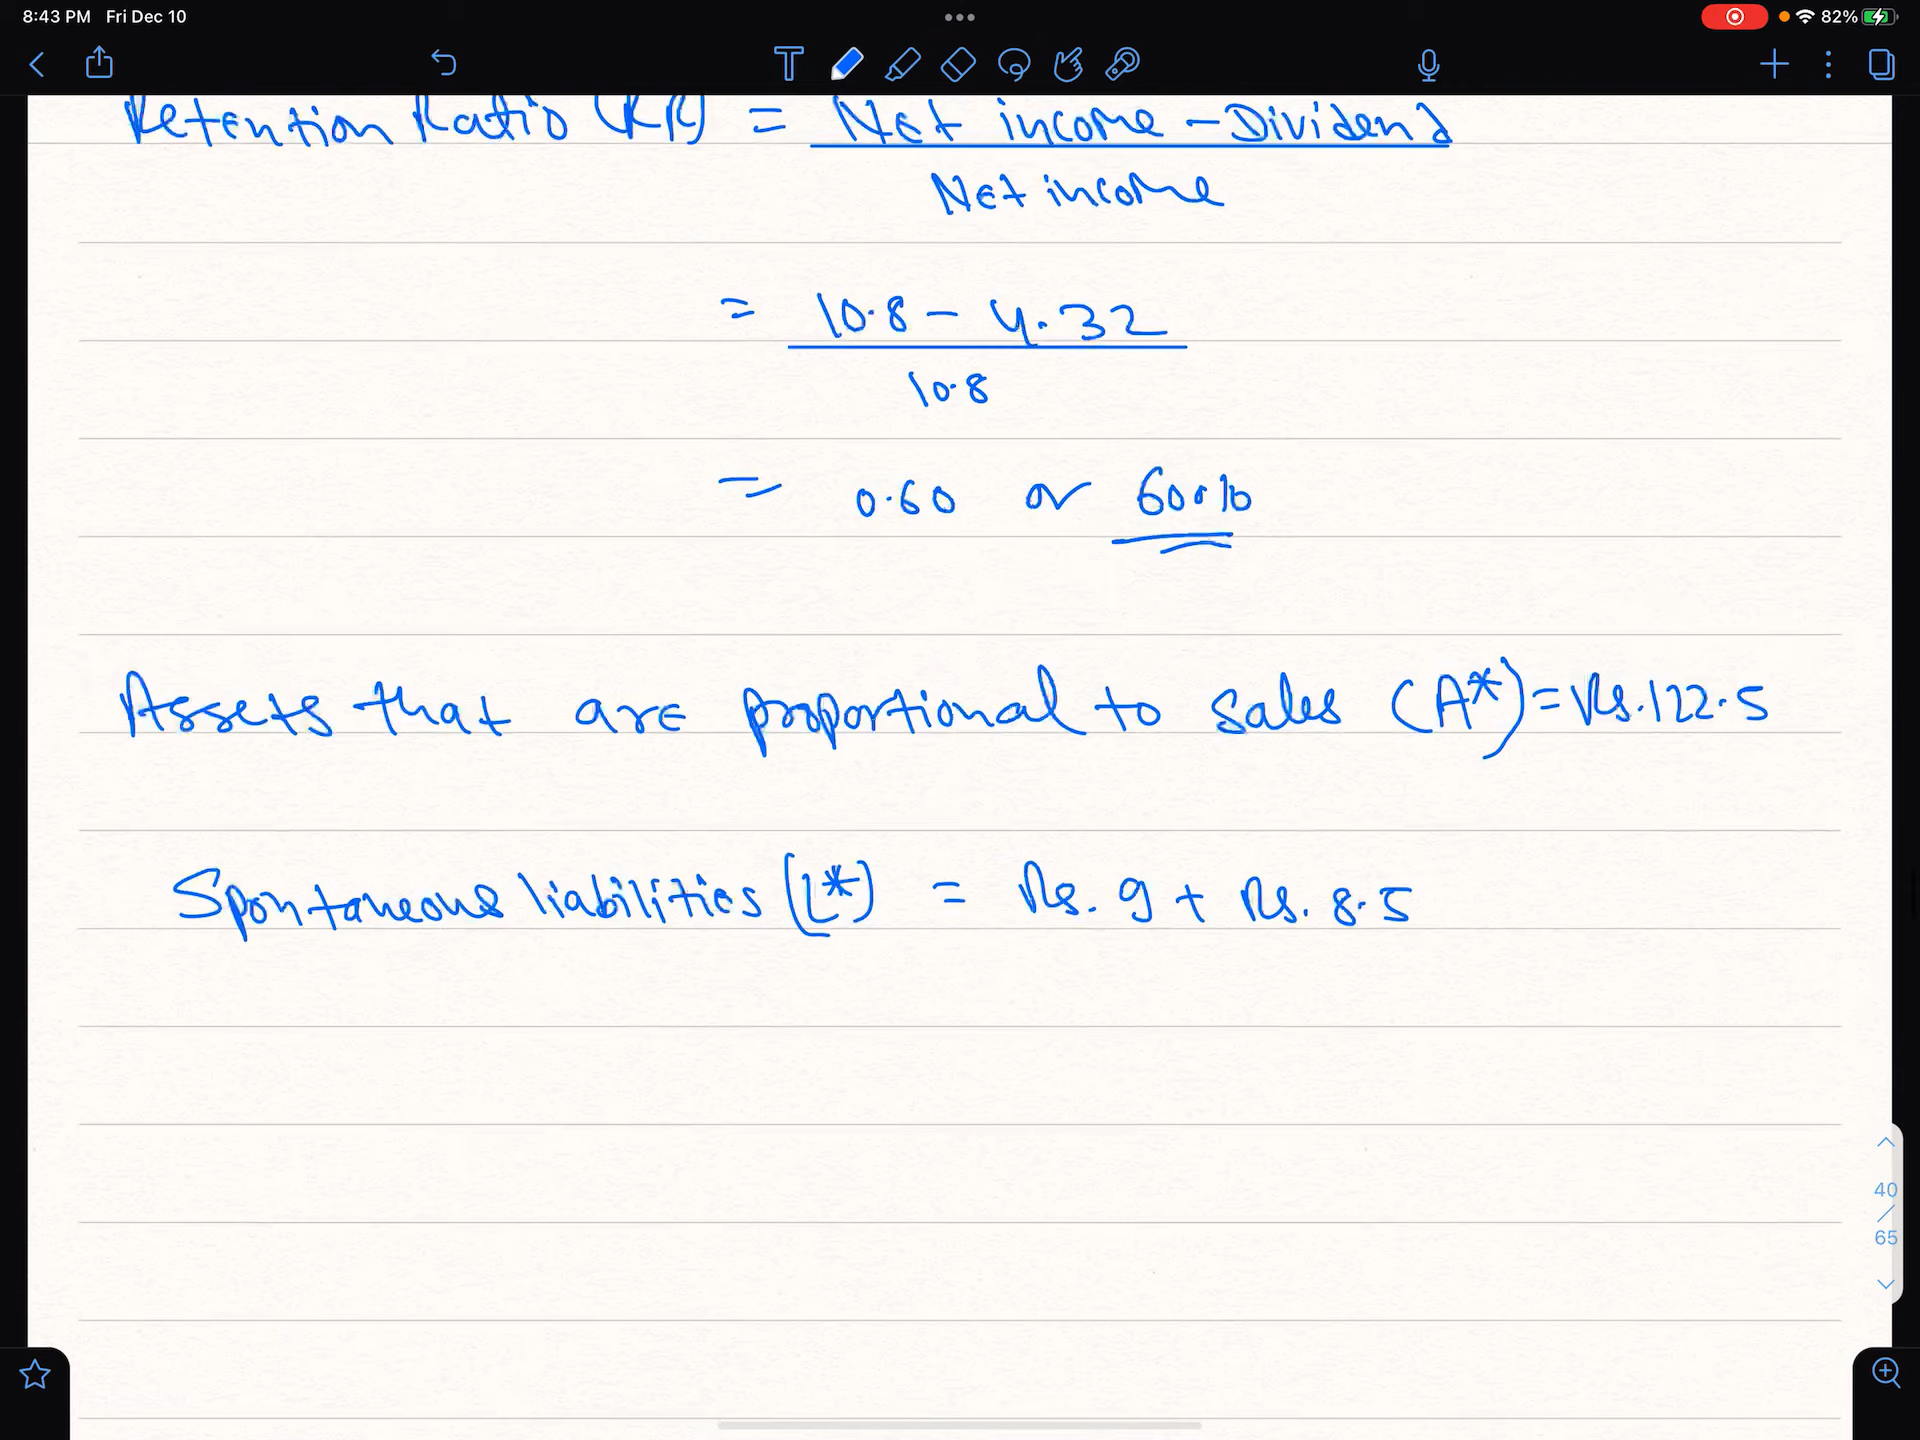 8:43 PM Fri Dec 10
82%
T
Retention Ratio (RR) = Net income - Dividend
Net income
= 10.8 - 4.32
10.8
= 0.60 or 60%
Assets that are proportional to sales (A*) = Rs. 122.5
Spontaneous liabilities (L*) = Rs. 9 + Rs. 8.5
40
/
65